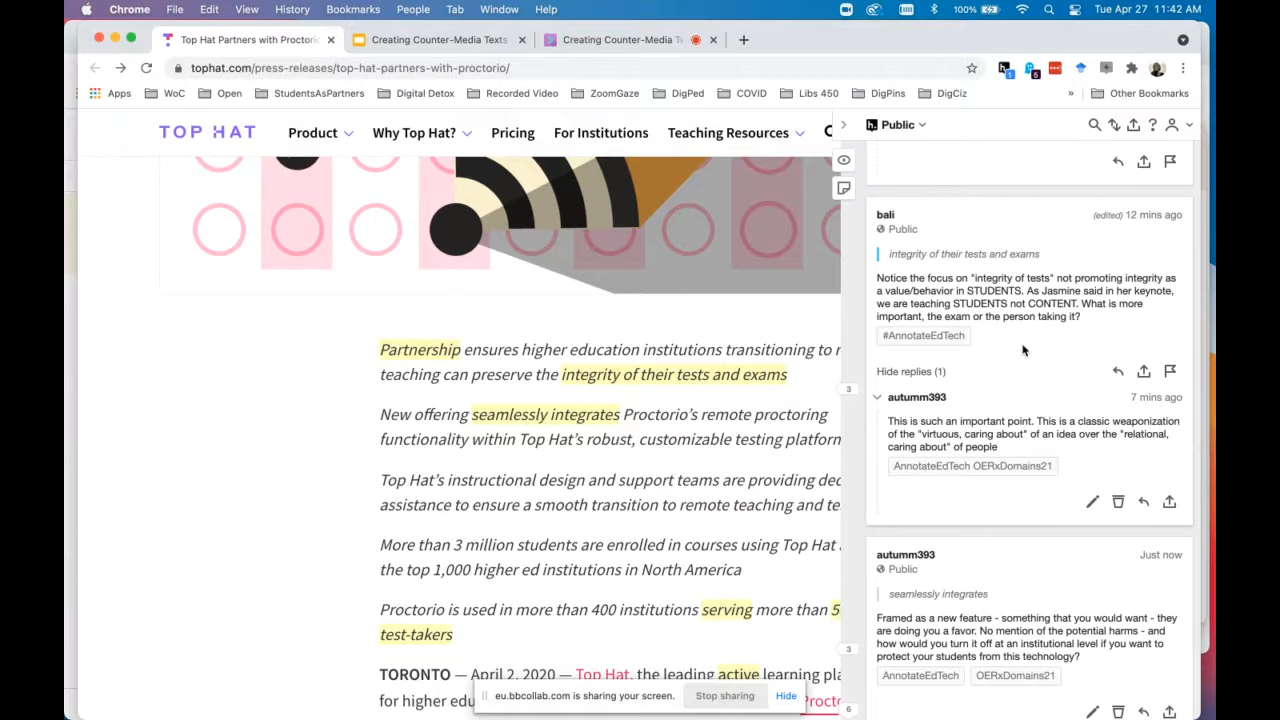 Chrome File Edit View History Bookmarks People Tab Window Help 100% Tue Apr 27 11:42 AM
Top Hat Partners with Proctorio × Creating Counter-Media Texts × Creating Counter-Media Te × +
tophat.com/press-releases/top-hat-partners-with-proctorio/ 1 5
Apps WoC Open StudentsAsPartners Digital Detox Recorded Video ZoomGaze DigPed COVID Libs 450 DigPins DigCiz » Other Bookmarks
TOP HAT Product Why Top Hat? Pricing For Institutions Teaching Resources
Partnership ensures higher education institutions transitioning to r
teaching can preserve the integrity of their tests and exams
New offering seamlessly integrates Proctorio's remote proctoring
functionality within Top Hat's robust, customizable testing platform
Top Hat's instructional design and support teams are providing dec
assistance to ensure a smooth transition to remote teaching and te
More than 3 million students are enrolled in courses using Top Hat
the top 1,000 higher ed institutions in North America
Proctorio is used in more than 400 institutions serving more than 5
test-takers
TORONTO — April 2, 2020 — Top Hat, the leading active learning pla
for higher edu
Procto
eu.bbcollab.com is sharing your screen. Stop sharing Hide
3
3
6
Public
bali (edited) 12 mins ago
Public
integrity of their tests and exams
Notice the focus on "integrity of tests" not promoting integrity as
a value/behavior in STUDENTS. As Jasmine said in her keynote,
we are teaching STUDENTS not CONTENT. What is more
important, the exam or the person taking it?
#AnnotateEdTech
Hide replies (1)
autumm393 7 mins ago
This is such an important point. This is a classic weaponization
of the "virtuous, caring about" of an idea over the "relational,
caring about" of people
AnnotateEdTech OERxDomains21
autumm393 Just now
Public
seamlessly integrates
Framed as a new feature - something that you would want - they
are doing you a favor. No mention of the potential harms - and
how would you turn it off at an institutional level if you want to
protect your students from this technology?
AnnotateEdTech OERxDomains21